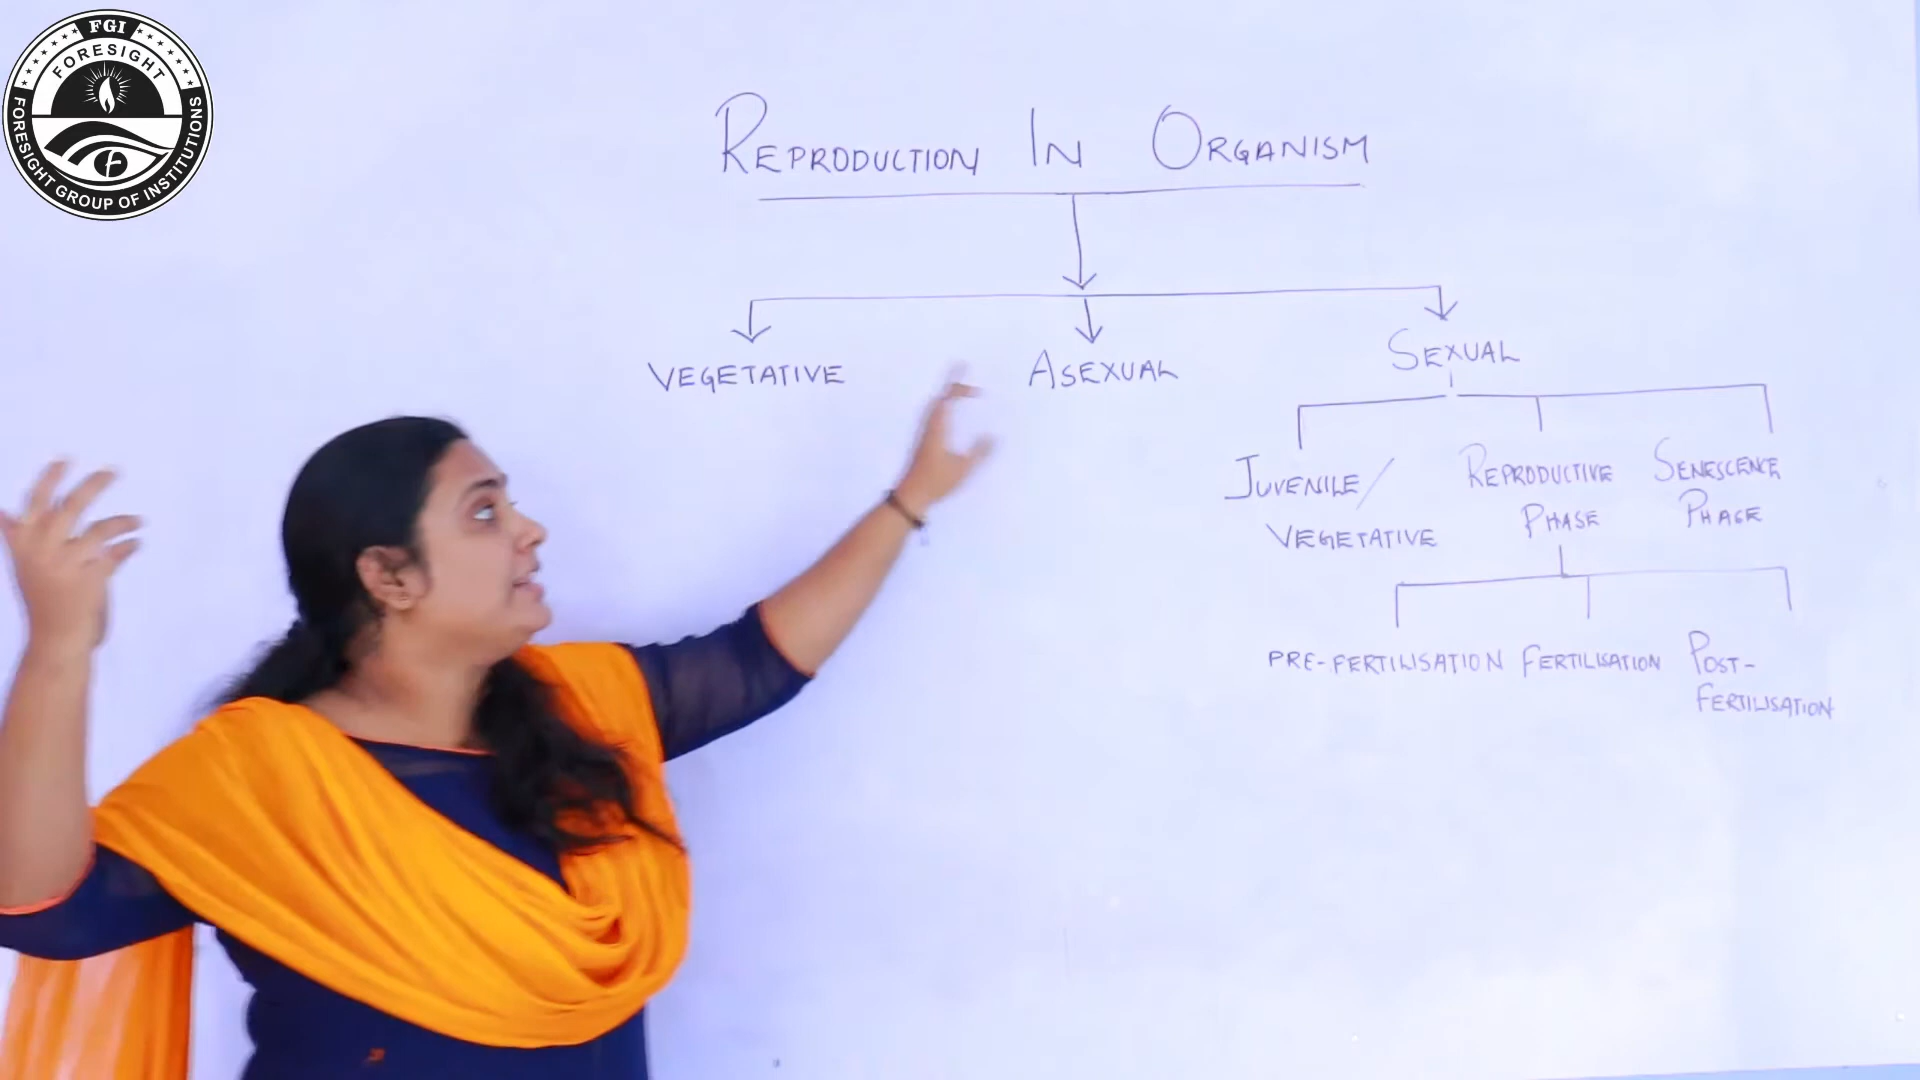 FGI
FORESIGHT
FORESIGHT GROUP OF INSTITUTIONS
REPRODUCTION IN ORGANISM
VEGETATIVE
ASEXUAL
SEXUAL
JUVENILE/
VEGETATIVE
REPRODUCTIVE
PHASE
SENESCENCE
PHASE
PRE-FERTILISATION
FERTILISATION
POST-
FERTILISATION